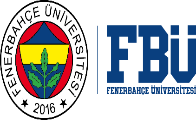 FENERBAHÇE ÜNİVERSİTESİ
2016
FBÜ
FENERBAHÇE ÜNİVERSİTESİ